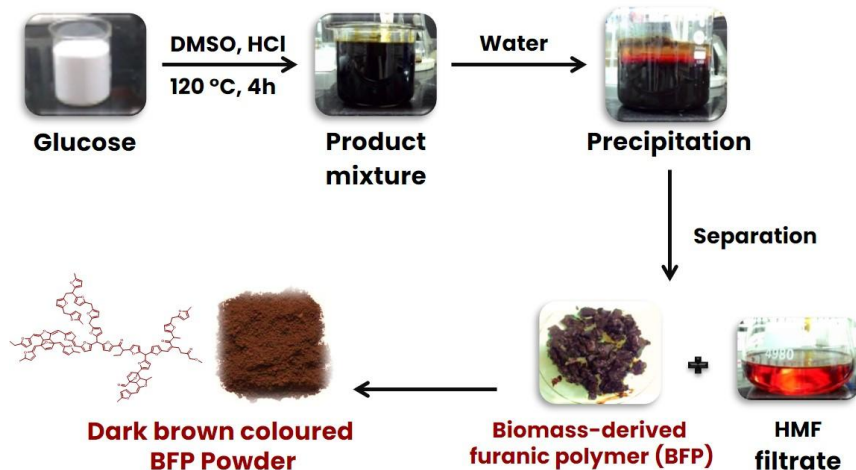 DMSO, HCl
120 °C, 4h
Glucose
Product
mixture
Water
Precipitation
Separation
4980
Biomass-derived
furanic polymer (BFP)
HMF
filtrate
Dark brown coloured
BFP Powder